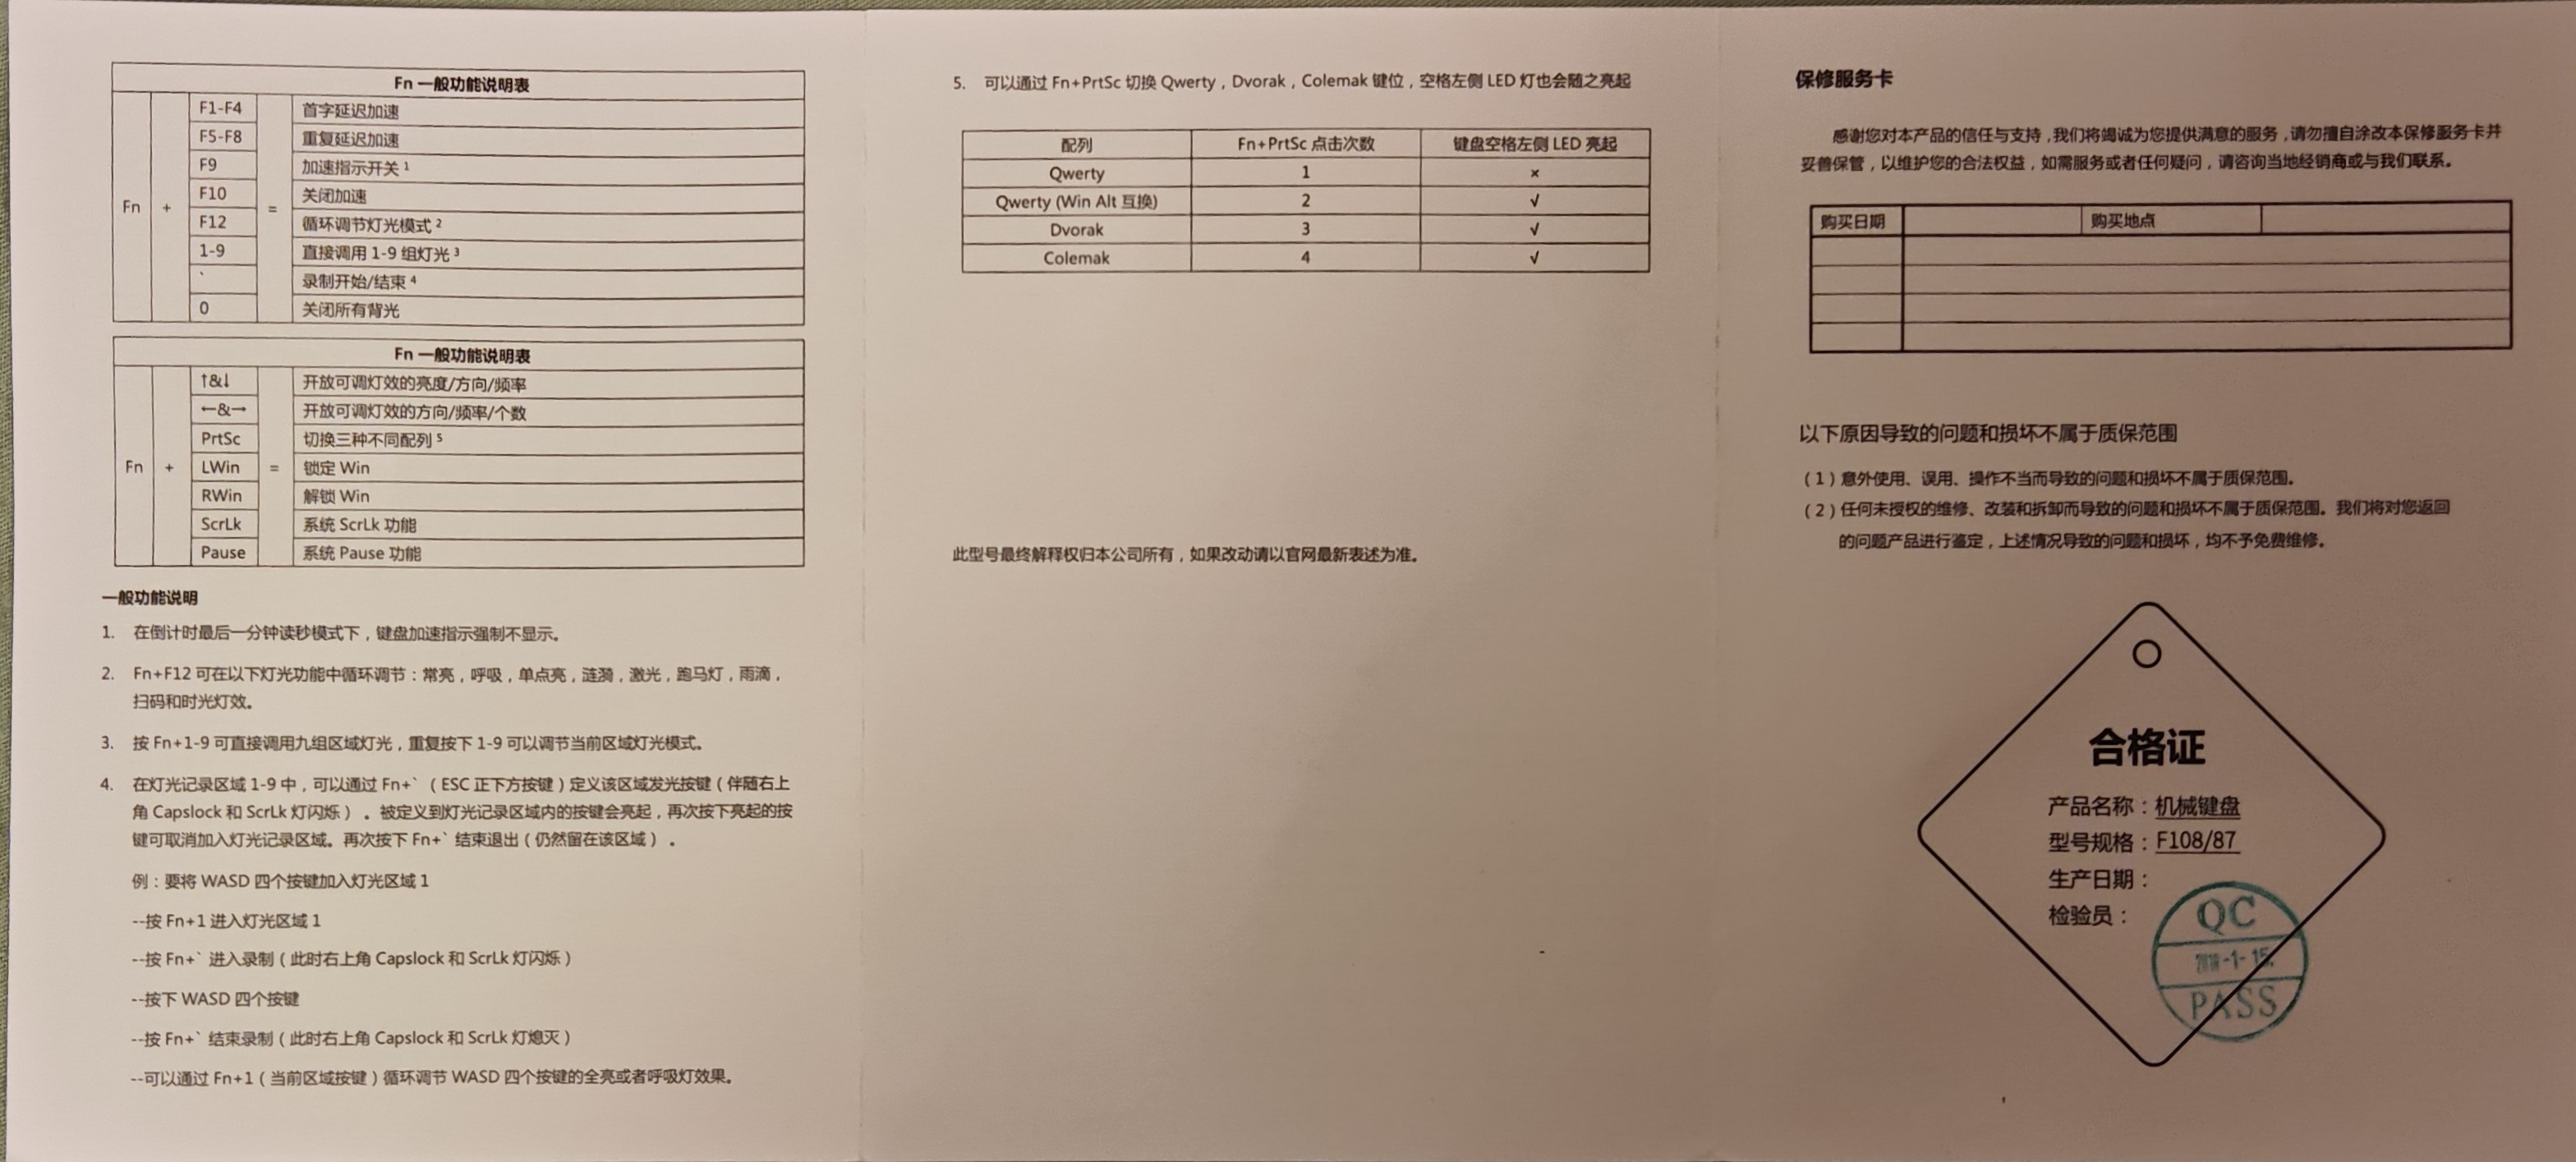 Fn 一般功能说明表
Fn + F1-F4 = 首字延迟加速
F5-F8 重复延迟加速
F9 加速指示开关 1
F10 关闭加速
F12 循环调节灯光模式 2
1-9 直接调用 1-9 组灯光 3
` 录制开始/结束 4
0 关闭所有背光
Fn 一般功能说明表
Fn + ↑&↓ = 开放可调灯效的亮度/方向/频率
←&→ 开放可调灯效的方向/频率/个数
PrtSc 切换三种不同配列 5
LWin 锁定 Win
RWin 解锁 Win
ScrLk 系统 ScrLk 功能
Pause 系统 Pause 功能
一般功能说明
1. 在倒计时最后一分钟读秒模式下，键盘加速指示强制不显示。
2. Fn+F12 可在以下灯光功能中循环调节：常亮，呼吸，单点亮，涟漪，激光，跑马灯，雨滴，
扫码和时光灯效。
3. 按 Fn+1-9 可直接调用九组区域灯光，重复按下 1-9 可以调节当前区域灯光模式。
4. 在灯光记录区域 1-9 中，可以通过 Fn+`（ESC 正下方按键）定义该区域发光按键（伴随右上
角 Capslock 和 ScrLk 灯闪烁）。被定义到灯光记录区域内的按键会亮起，再次按下亮起的按
键可取消加入灯光记录区域。再次按下 Fn+` 结束退出（仍然留在该区域）。
例：要将 WASD 四个按键加入灯光区域 1
--按 Fn+1 进入灯光区域 1
--按 Fn+` 进入录制（此时右上角 Capslock 和 ScrLk 灯闪烁）
--按下 WASD 四个按键
--按 Fn+` 结束录制（此时右上角 Capslock 和 ScrLk 灯熄灭）
--可以通过 Fn+1（当前区域按键）循环调节 WASD 四个按键的全亮或者呼吸灯效果。
5. 可以通过 Fn+PrtSc 切换 Qwerty，Dvorak，Colemak 键位，空格左侧 LED 灯也会随之亮起
配列 Fn+PrtSc 点击次数 键盘空格左侧 LED 亮起
Qwerty 1 ×
Qwerty (Win Alt 互换) 2 √
Dvorak 3 √
Colemak 4 √
此型号最终解释权归本公司所有，如果改动请以官网最新表述为准。
保修服务卡
感谢您对本产品的信任与支持，我们将竭诚为您提供满意的服务，请勿擅自涂改本保修服务卡并
妥善保管，以维护您的合法权益，如需服务或者任何疑问，请咨询当地经销商或与我们联系。
购买日期 购买地点
以下原因导致的问题和损坏不属于质保范围
（1）意外使用、误用、操作不当而导致的问题和损坏不属于质保范围。
（2）任何未授权的维修、改装和拆卸而导致的问题和损坏不属于质保范围。我们将对您返回
的问题产品进行鉴定，上述情况导致的问题和损坏，均不予免费维修。
合格证
产品名称：机械键盘
型号规格：F108/87
生产日期：
检验员：
QC
PASS